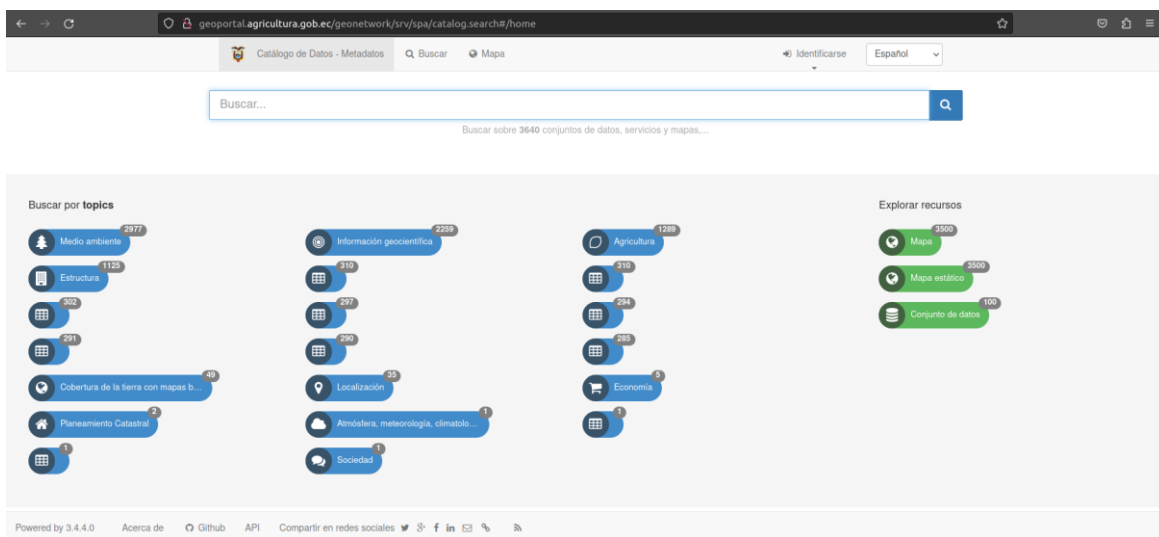 geoportal.agricultura.gob.ec/geonetwork/srv/spa/catalog.search#/home
Catálogo de Datos - Metadatos Buscar Mapa Identificarse Español
Buscar...
Buscar sobre 3640 conjuntos de datos, servicios y mapas,...
Buscar por topics Explorar recursos
Medio ambiente 2977 Información geocientífica 2259 Agricultura 1289 Mapa 3500
Estructura 1125 310 310 Mapa estático 3500
302 297 294 Conjunto de datos 100
291 290 285
Cobertura de la tierra con mapas b... 49 Localización 35 Economía 5
Planeamiento Catastral 2 Atmósfera, meteorología, climatolo... 1 1
1 Sociedad 1
Powered by 3.4.4.0 Acerca de Github API Compartir en redes sociales